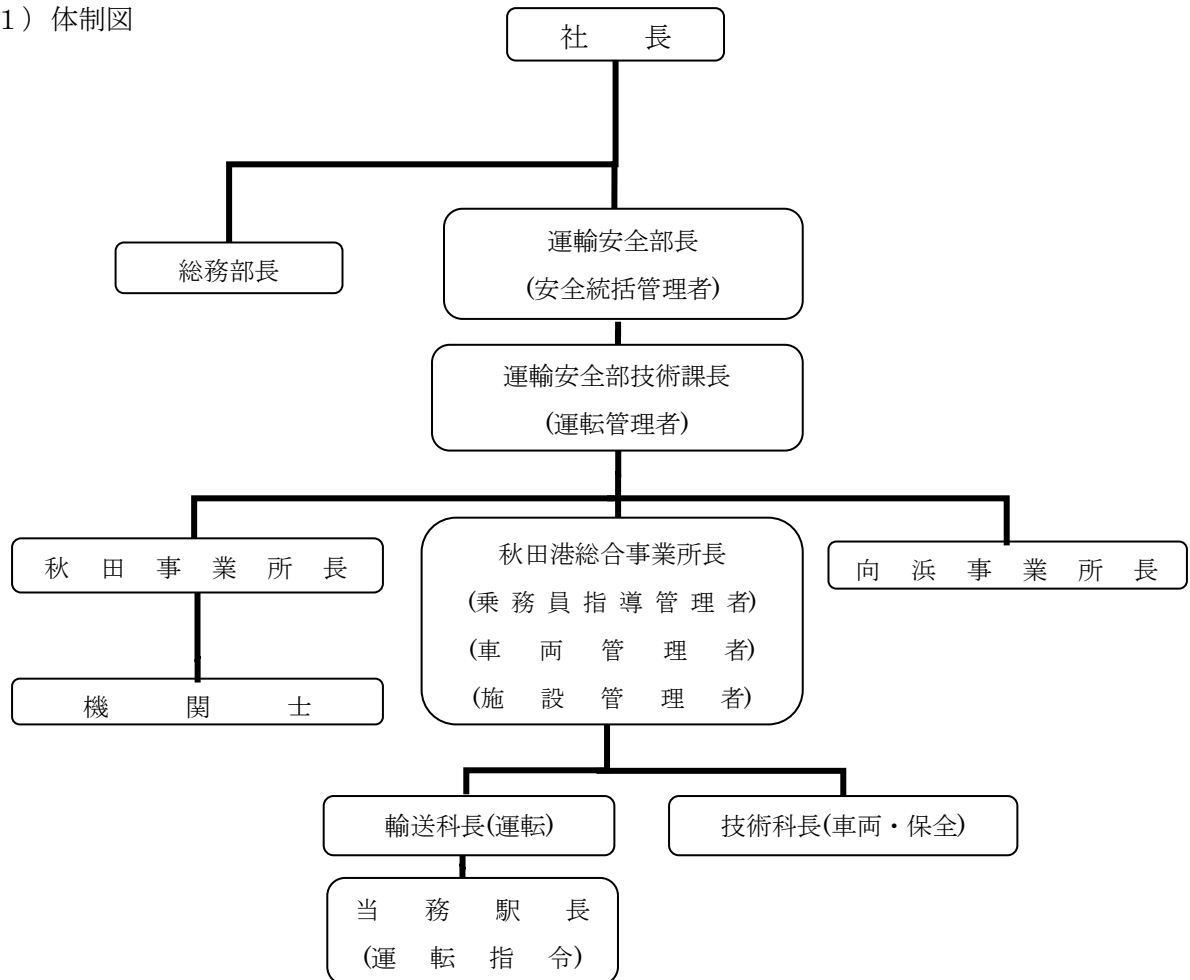 1）体制図
社　長
運輸安全部長
(安全統括管理者)
総務部長
運輸安全部技術課長
(運転管理者)
秋田事業所長
秋田港総合事業所長
(乗務員指導管理者)
(車両管理者)
(施設管理者)
向浜事業所長
機関士
輸送科長(運転)
技術科長(車両・保全)
当務駅長
(運転指令)